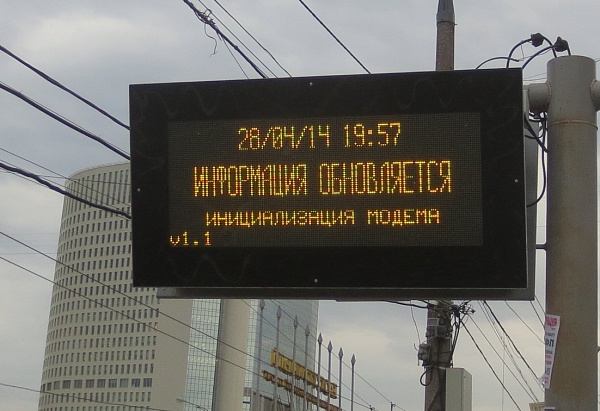 28/04/14 19:57
ИНФОРМАЦИЯ ОБНОВЛЯЕТСЯ
ИНИЦИАЛИЗАЦИЯ МОДЕМА
v1.1